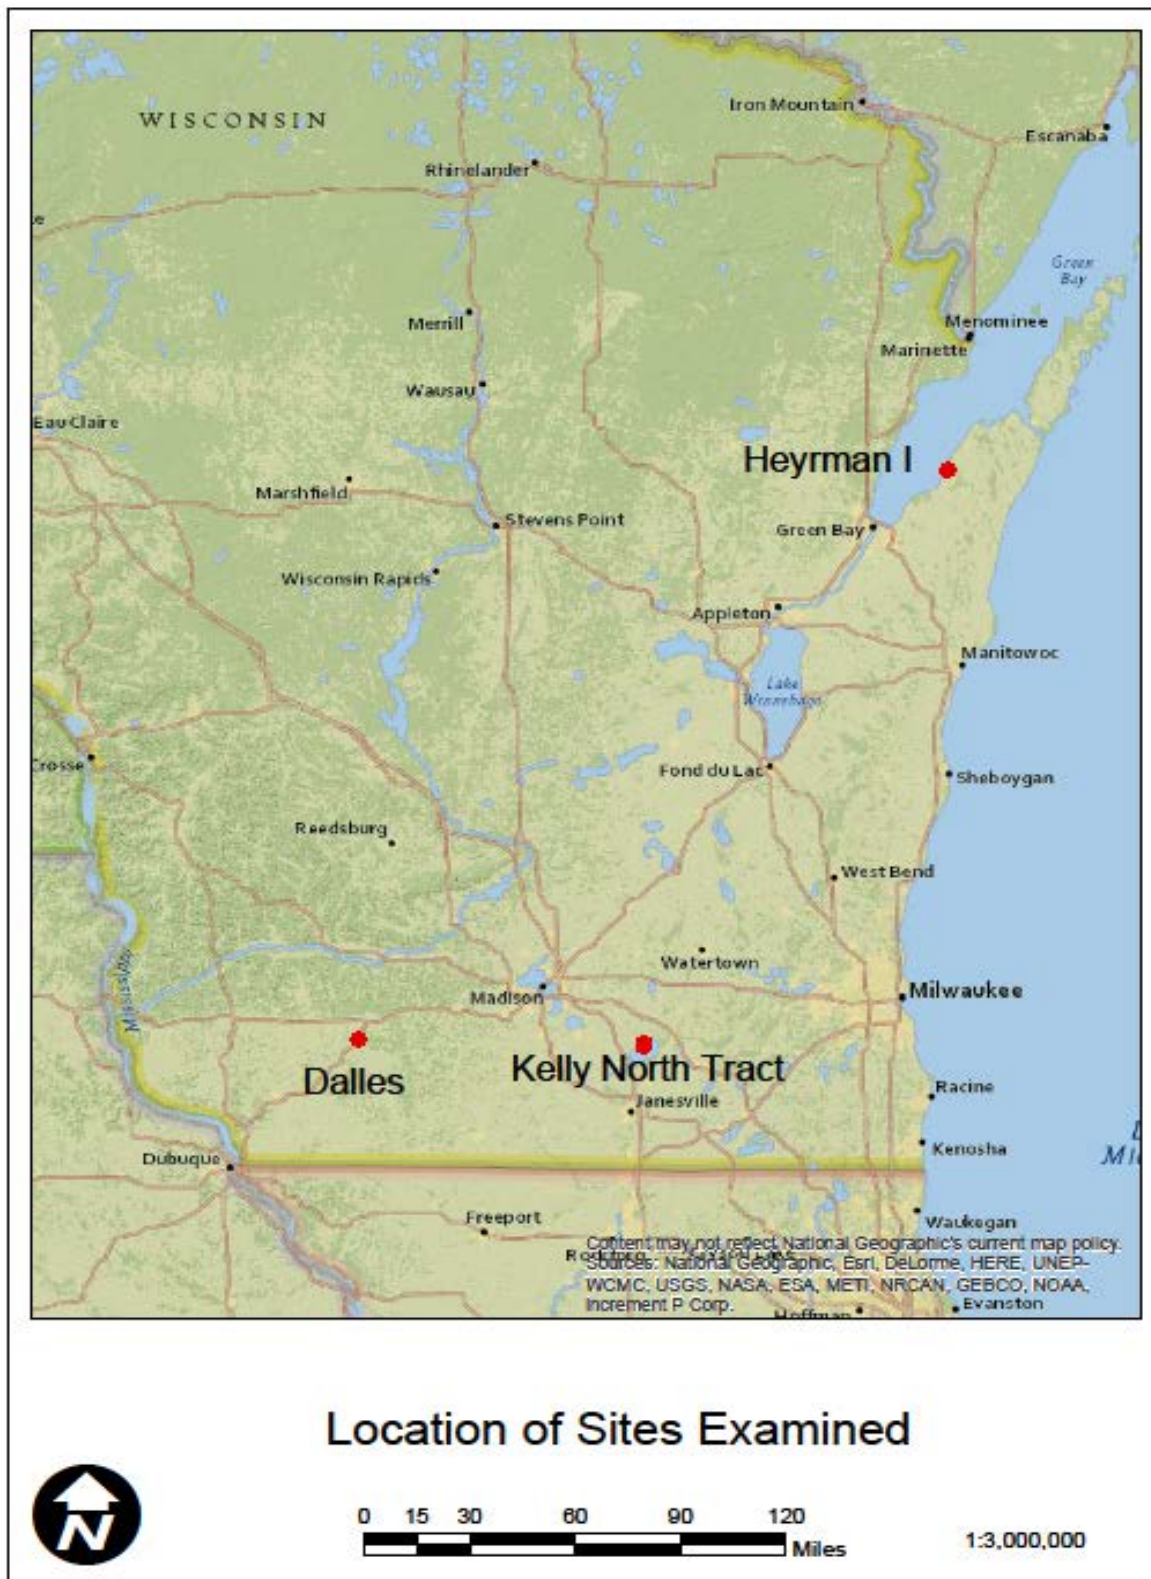 WISCONSIN
Iron Mountain
Escanaba
Rhinelander
Green
Bay
Merrill
Menominee
Marinette
Wausau
Eau Claire
Heyrman I
Marshfield
Stevens Point
Green Bay
Wisconsin Rapids
Appleton
Manitowoc
Lake
Winnebago
Crosse
Fond du Lac
Sheboygan
Reedsburg
West Bend
Mississippi
Watertown
Madison
Milwaukee
Dalles
Kelly North Tract
Janesville
Racine
Kenosha
Dubuque
Freeport
Waukegan
Content may not reflect National Geographic's current map policy.
Sources: National Geographic, Esri, DeLorme, HERE, UNEP-
WCMC, USGS, NASA, ESA, METI, NRCAN, GEBCO, NOAA,
increment P Corp.
Evanston
Hoffman
Location of Sites Examined
N
0 15 30 60 90 120
Miles
1:3,000,000